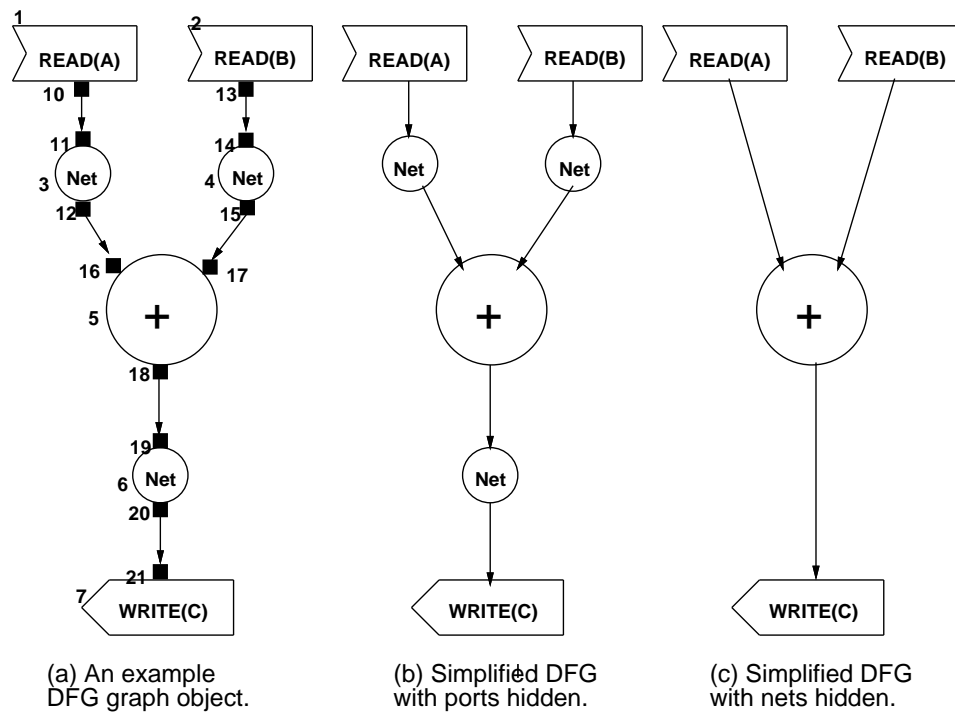 1
READ(A)
2
READ(B)
READ(A)
READ(B)
READ(A)
READ(B)
10
13
11
14
3
Net
4
Net
Net
Net
12
15
16
17
5
+
+
+
18
19
6
Net
Net
20
21
7
WRITE(C)
WRITE(C)
WRITE(C)
(a) An example
DFG graph object.
(b) Simplified DFG
with ports hidden.
(c) Simplified DFG
with nets hidden.